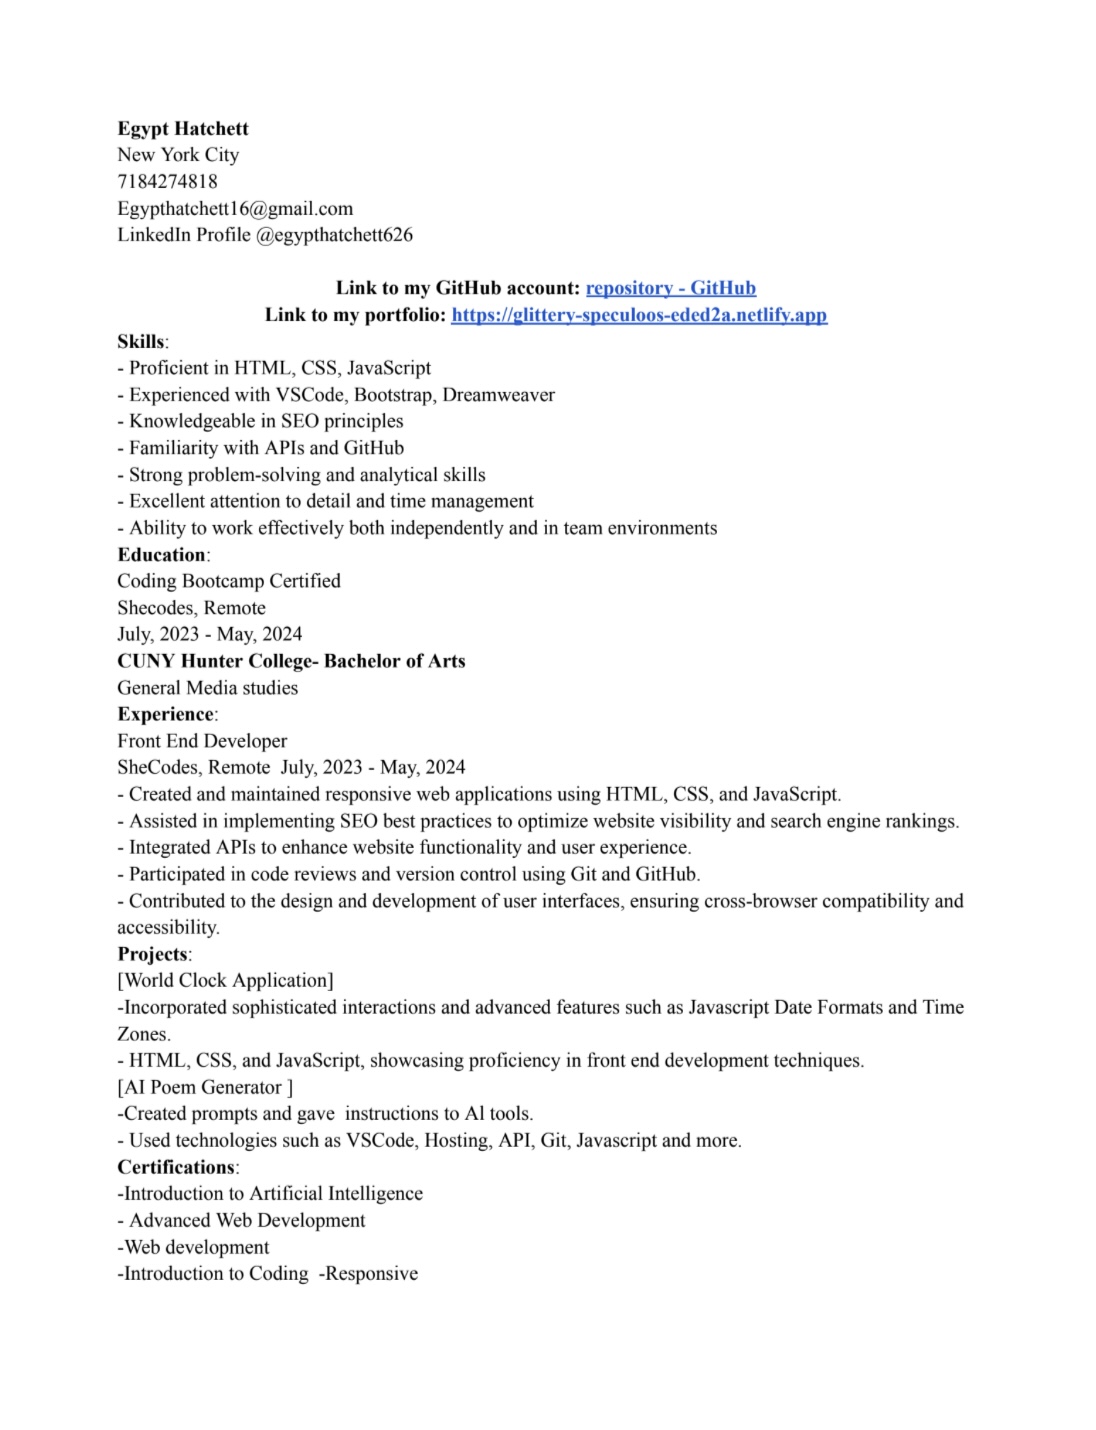 Egypt Hatchett
New York City
7184274818
Egypthatchett16@gmail.com
LinkedIn Profile @egypthatchett626
Link to my GitHub account: repository - GitHub
Link to my portfolio: https://glittery-speculoos-eded2a.netlify.app
Skills:
- Proficient in HTML, CSS, JavaScript
- Experienced with VSCode, Bootstrap, Dreamweaver
- Knowledgeable in SEO principles
- Familiarity with APIs and GitHub
- Strong problem-solving and analytical skills
- Excellent attention to detail and time management
- Ability to work effectively both independently and in team environments
Education:
Coding Bootcamp Certified
Shecodes, Remote
July, 2023 - May, 2024
CUNY Hunter College- Bachelor of Arts
General Media studies
Experience:
Front End Developer
SheCodes, Remote  July, 2023 - May, 2024
- Created and maintained responsive web applications using HTML, CSS, and JavaScript.
- Assisted in implementing SEO best practices to optimize website visibility and search engine rankings.
- Integrated APIs to enhance website functionality and user experience.
- Participated in code reviews and version control using Git and GitHub.
- Contributed to the design and development of user interfaces, ensuring cross-browser compatibility and
accessibility.
Projects:
[World Clock Application]
-Incorporated sophisticated interactions and advanced features such as Javascript Date Formats and Time
Zones.
- HTML, CSS, and JavaScript, showcasing proficiency in front end development techniques.
[AI Poem Generator ]
-Created prompts and gave  instructions to Al tools.
- Used technologies such as VSCode, Hosting, API, Git, Javascript and more.
Certifications:
-Introduction to Artificial Intelligence
- Advanced Web Development
-Web development
-Introduction to Coding  -Responsive